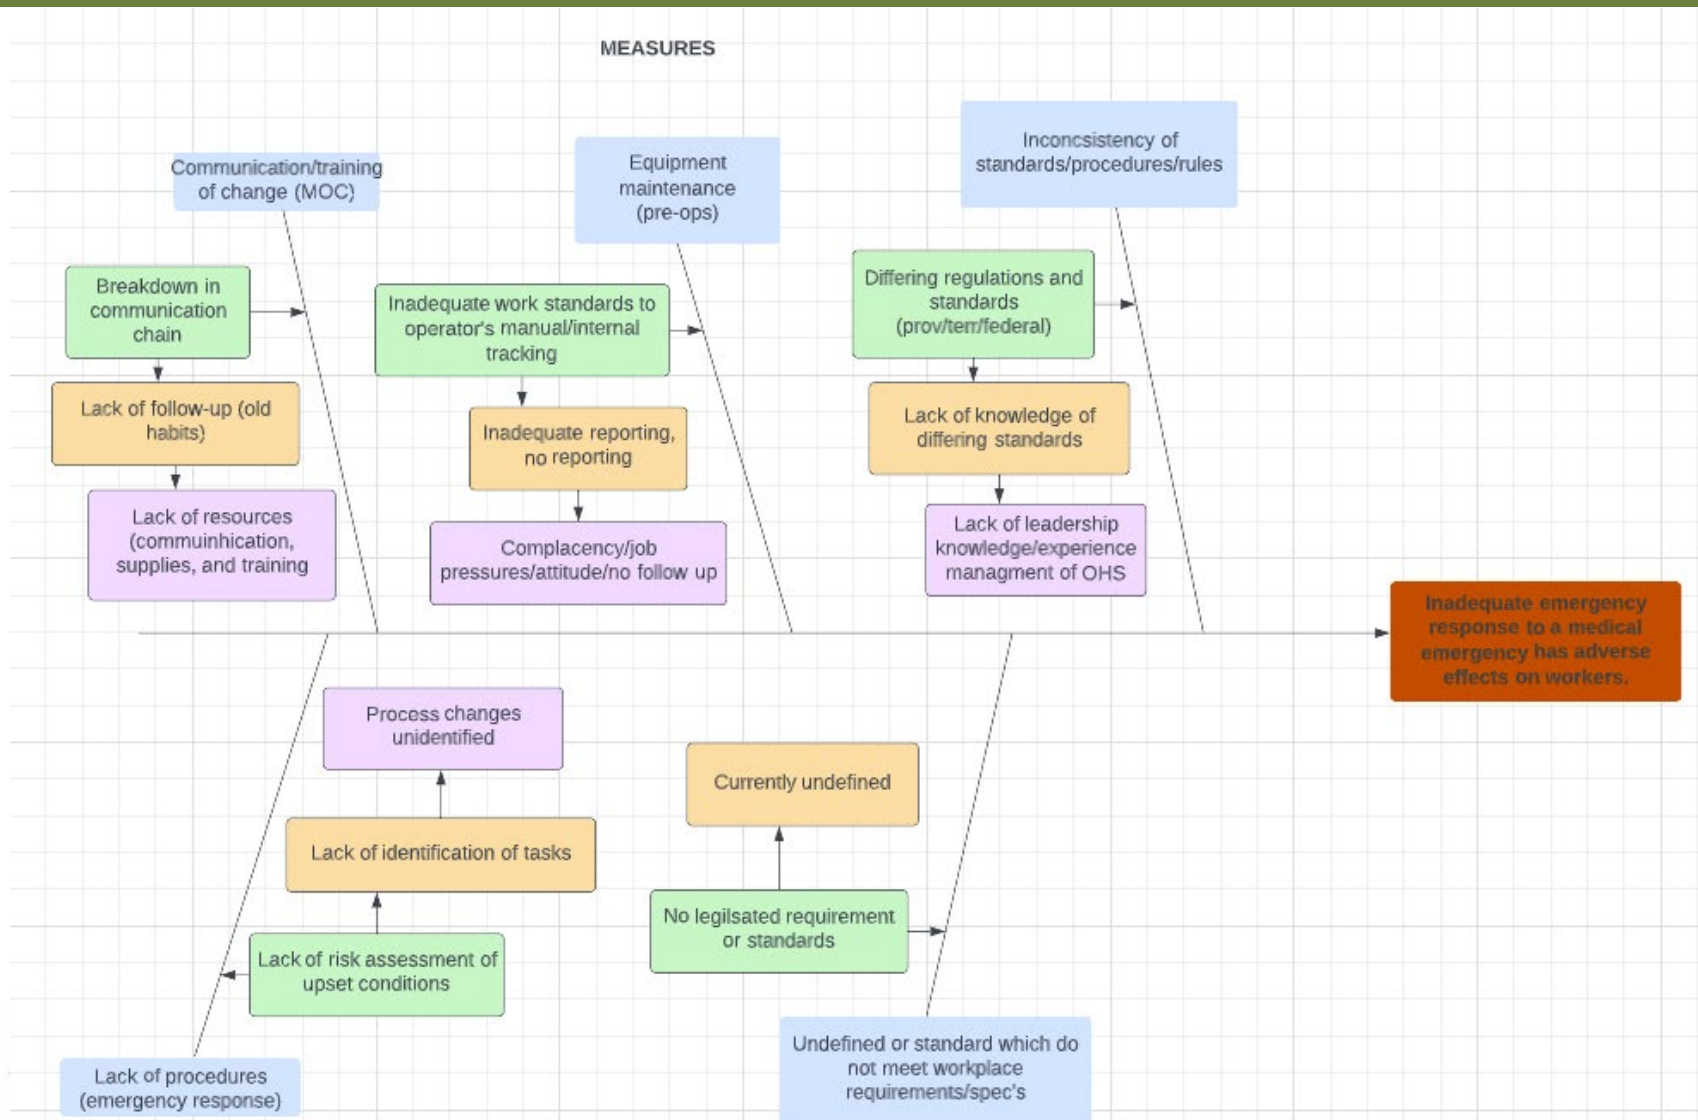 MEASURES
Communication/training
of change (MOC)
Equipment
maintenance
(pre-ops)
Inconcsistency of
standards/procedures/rules
Breakdown in
communication
chain
Inadequate work standards to
operator's manual/internal
tracking
Differing regulations and
standards
(prov/terr/federal)
Lack of follow-up (old
habits)
Inadequate reporting,
no reporting
Lack of knowledge of
differing standards
Lack of resources
(commuinhication,
supplies, and training
Complacency/job
pressures/attitude/no follow up
Lack of leadership
knowledge/experience
managment of OHS
Inadequate emergency
response to a medical
emergency has adverse
effects on workers.
Process changes
unidentified
Currently undefined
Lack of identification of tasks
No legilsated requirement
or standards
Lack of risk assessment of
upset conditions
Undefined or standard which do
not meet workplace
requirements/spec's
Lack of procedures
(emergency response)